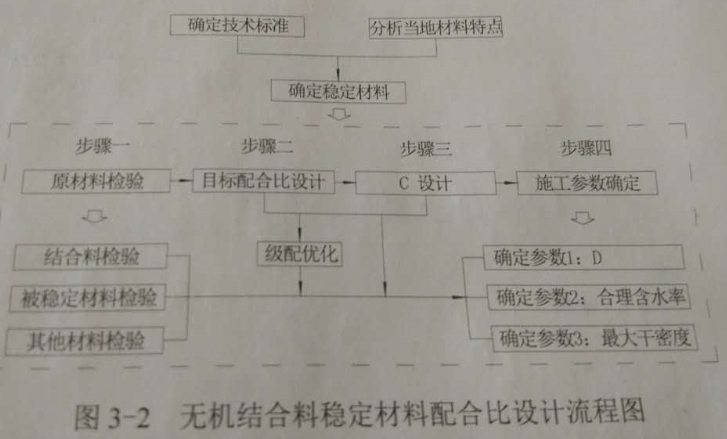 确定技术标准 分析当地材料特点
确定稳定材料
步骤一 步骤二 步骤三 步骤四
原材料检验 目标配合比设计 C 设计 施工参数确定
结合料检验 级配优化 确定参数1：D
被稳定材料检验 确定参数2：合理含水率
其他材料检验 确定参数3：最大干密度
图 3-2 无机结合料稳定材料配合比设计流程图